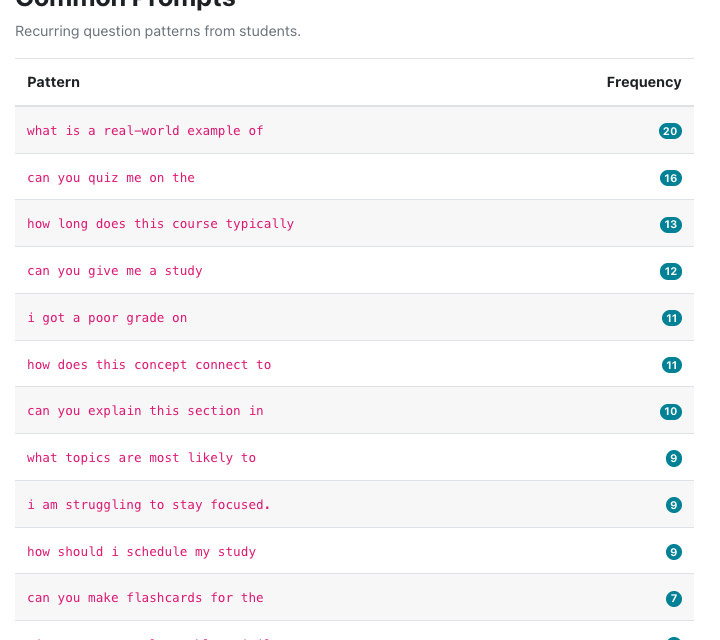 Common Prompts
Recurring question patterns from students.
Pattern Frequency
what is a real-world example of 20
can you quiz me on the 16
how long does this course typically 13
can you give me a study 12
i got a poor grade on 11
how does this concept connect to 11
can you explain this section in 10
what topics are most likely to 9
i am struggling to stay focused. 9
how should i schedule my study 9
can you make flashcards for the 7